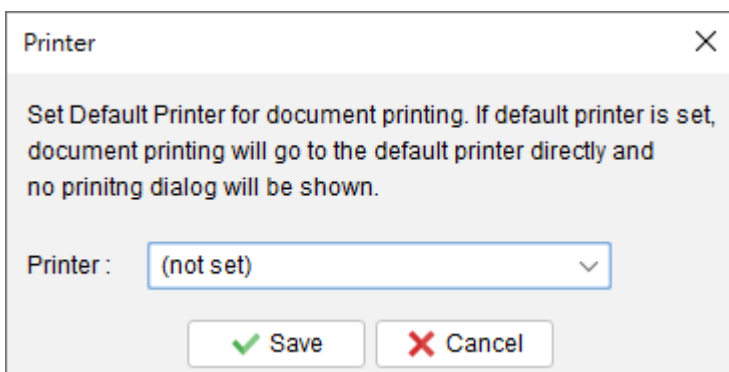 Printer
Set Default Printer for document printing. If default printer is set,
document printing will go to the default printer directly and
no prinitng dialog will be shown.
Printer : (not set)
Save Cancel